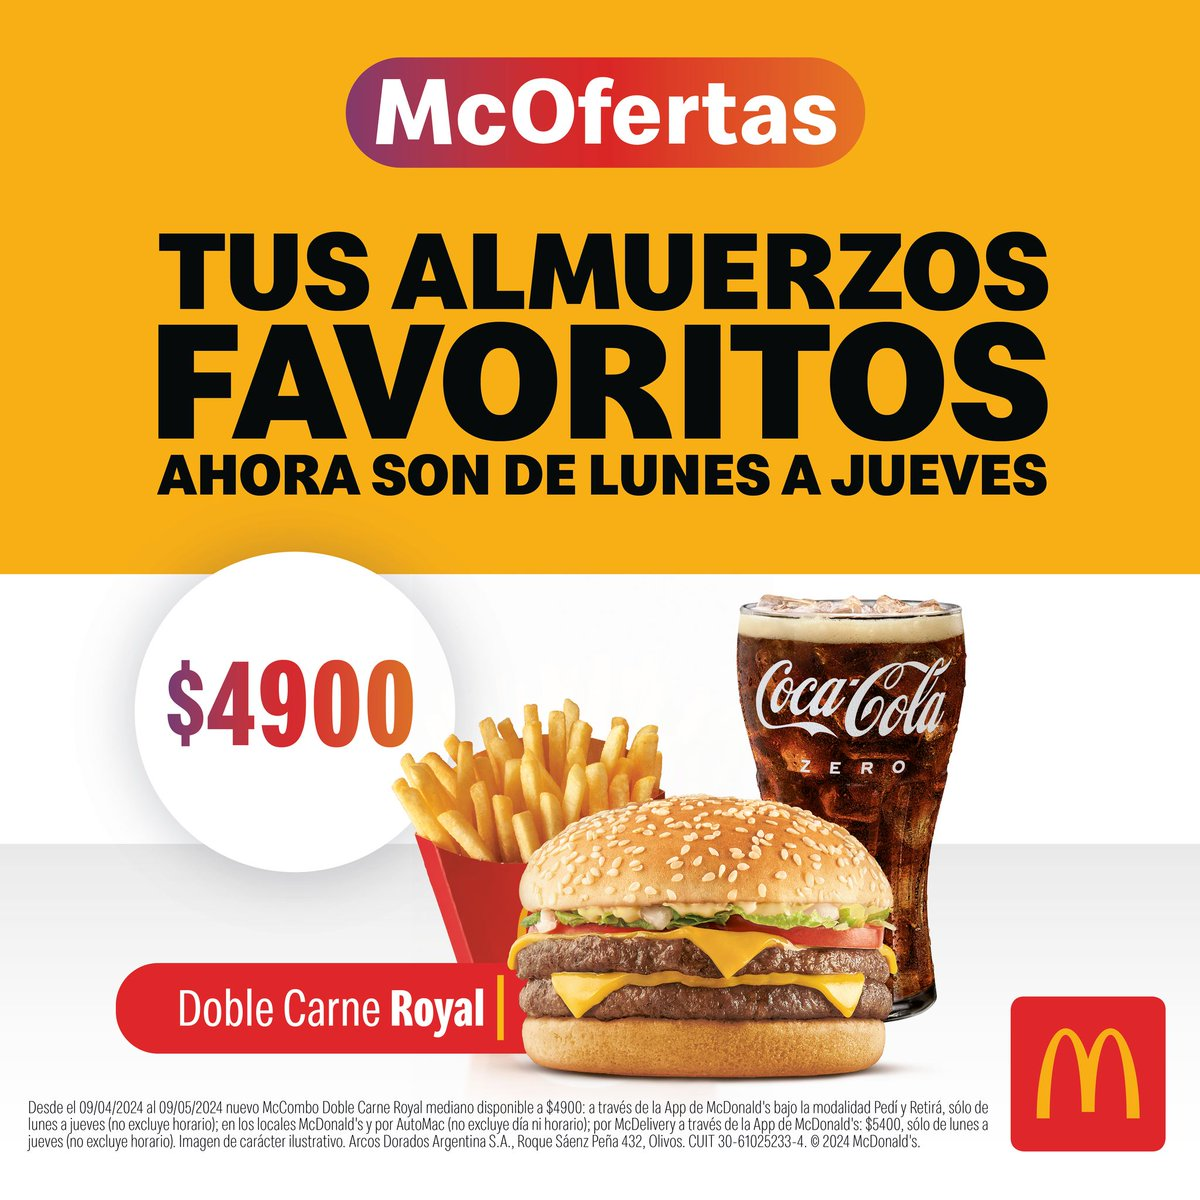 McOfertas
TUS ALMUERZOS
FAVORITOS
AHORA SON DE LUNES A JUEVES
$4900
Coca-Cola
ZERO
Doble Carne Royal
Desde el 09/04/2024 al 09/05/2024 nuevo McCombo Doble Carne Royal mediano disponible a $4900: a través de la App de McDonald's bajo la modalidad Pedí y Retirá, sólo de
lunes a jueves (no excluye horario); en los locales McDonald's y por AutoMac (no excluye día ni horario); por McDelivery a través de la App de McDonald's: $5400, sólo de lunes a
jueves (no excluye horario). Imagen de carácter ilustrativo. Arcos Dorados Argentina S.A., Roque Sáenz Peña 432, Olivos. CUIT 30-61025233-4. © 2024 McDonald's.